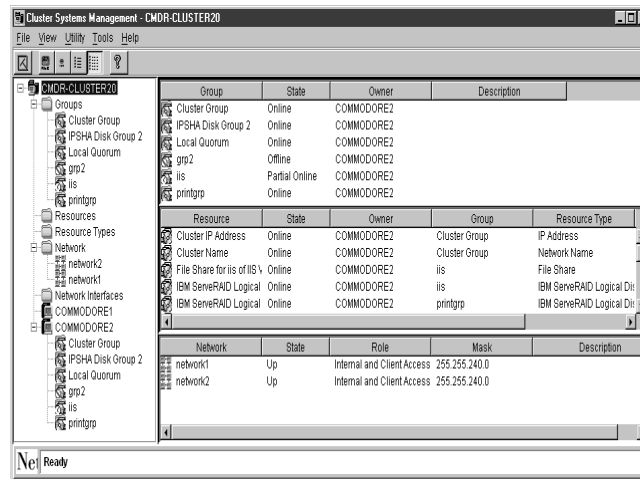 Cluster Systems Management - CMDR-CLUSTER20
File View Utility Tools Help
CMDR-CLUSTER20
Groups
Cluster Group
IPSHA Disk Group 2
Local Quorum
grp2
iis
printgrp
Resources
Resource Types
Network
network2
network1
Network Interfaces
COMMODORE1
COMMODORE2
Cluster Group
IPSHA Disk Group 2
Local Quorum
grp2
iis
printgrp
Group State Owner Description
Cluster Group Online COMMODORE2
IPSHA Disk Group 2 Online COMMODORE2
Local Quorum Online COMMODORE2
grp2 Offline COMMODORE2
iis Partial Online COMMODORE2
printgrp Online COMMODORE2
Resource State Owner Group Resource Type
Cluster IP Address Online COMMODORE2 Cluster Group IP Address
Cluster Name Online COMMODORE2 Cluster Group Network Name
File Share for iis of IIS Online COMMODORE2 iis File Share
IBM ServeRAID Logical Online COMMODORE2 iis IBM ServeRAID Logical Dis
IBM ServeRAID Logical Online COMMODORE2 printgrp IBM ServeRAID Logical Dis
Network State Role Mask Description
network1 Up Internal and Client Access 255.255.240.0
network2 Up Internal and Client Access 255.255.240.0
Net Ready